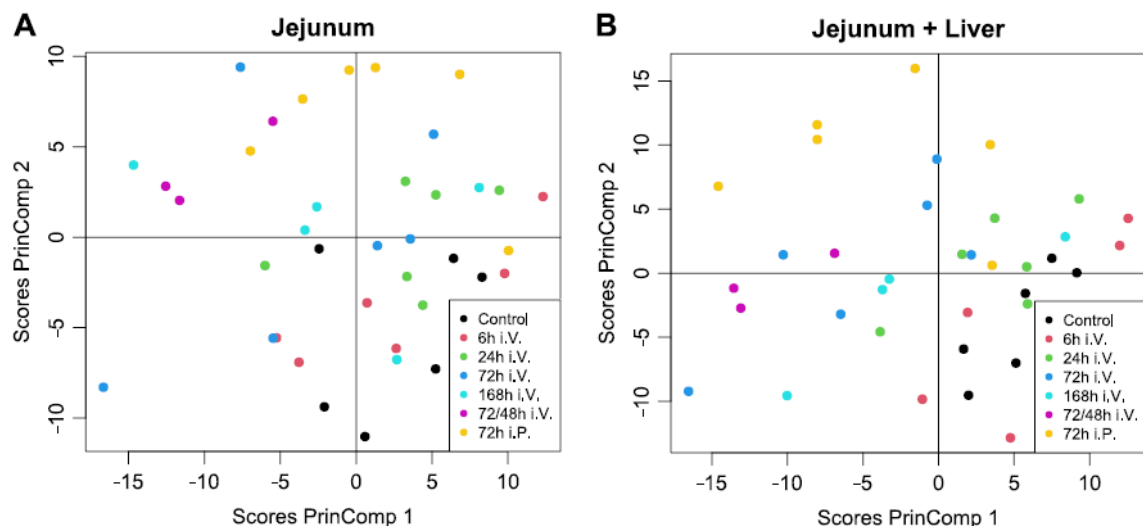 A
Jejunum
10
5
0
−5
−10
Scores PrinComp 2
−15
−10
−5
0
5
10
Scores PrinComp 1
Control
6h i.V.
24h i.V.
72h i.V.
168h i.V.
72/48h i.V.
72h i.P.
B
Jejunum + Liver
15
10
5
0
−5
−10
Scores PrinComp 2
−15
−10
−5
0
5
10
Scores PrinComp 1
Control
6h i.V.
24h i.V.
72h i.V.
168h i.V.
72/48h i.V.
72h i.P.